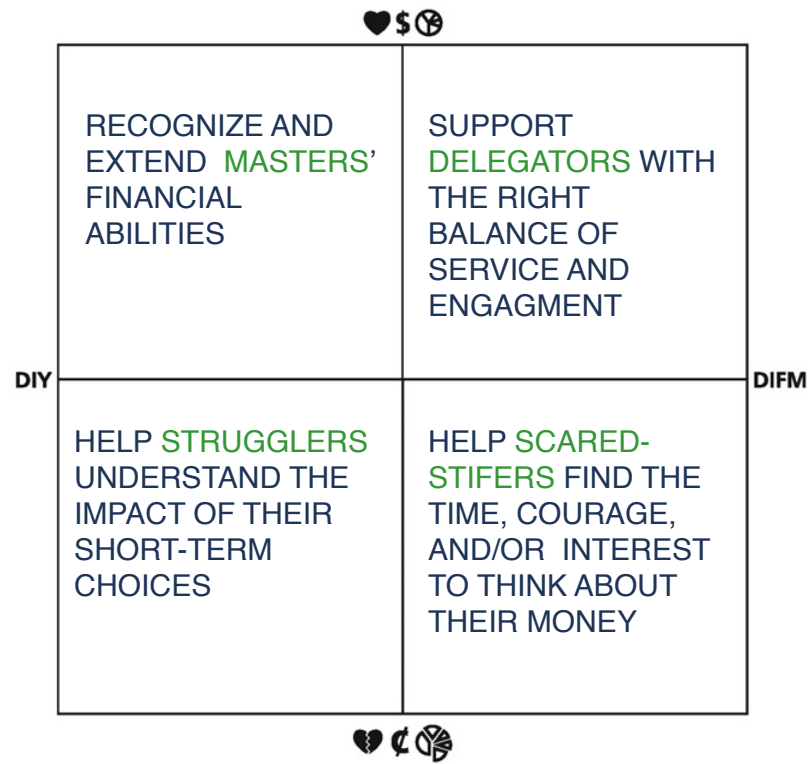 $
RECOGNIZE AND
EXTEND MASTERS’
FINANCIAL
ABILITIES
SUPPORT
DELEGATORS WITH
THE RIGHT
BALANCE OF
SERVICE AND
ENGAGMENT
DIY
DIFM
HELP STRUGGLERS
UNDERSTAND THE
IMPACT OF THEIR
SHORT-TERM
CHOICES
HELP SCARED-
STIFERS FIND THE
TIME, COURAGE,
AND/OR INTEREST
TO THINK ABOUT
THEIR MONEY
¢